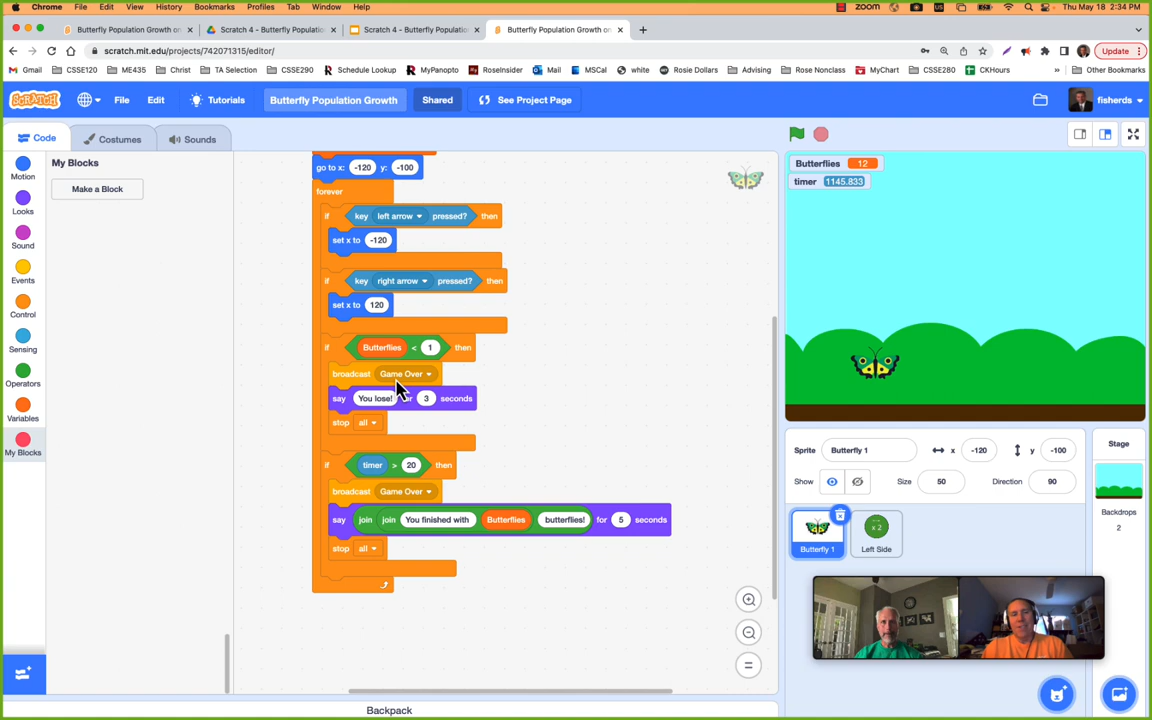 Chrome File Edit View History Bookmarks Profiles Tab Window Help zoom US Thu May 18 2:34 PM
Butterfly Population Growth on Scratch 4 - Butterfly Population Scratch 4 - Butterfly Population Butterfly Population Growth on
scratch.mit.edu/projects/742071315/editor/ Update
Gmail CSSE120 ME435 Christ TA Selection CSSE290 Schedule Lookup MyPanopto RoseInsider Mail MSCal white Rosie Dollars Advising Rose Nonclass MyChart CSSE280 CKHours » Other Bookmarks
SCRATCH File Edit Tutorials Butterfly Population Growth Shared See Project Page fisherds
Code Costumes Sounds
My Blocks
Make a Block
Motion
Looks
Sound
Events
Control
Sensing
Operators
Variables
My Blocks
go to x: -120 y: -100
forever
if key left arrow pressed? then
set x to -120
if key right arrow pressed? then
set x to 120
if Butterflies < 1 then
broadcast Game Over
say You lose! 3 seconds
stop all
if timer > 20 then
broadcast Game Over
say join join You finished with Butterflies butterflies! for 5 seconds
stop all
Butterflies 12
timer 1145.833
Sprite Butterfly 1 x -120 y -100
Show Size 50 Direction 90
Butterfly 1
x 2
Left Side
Stage
Backdrops
2
Backpack